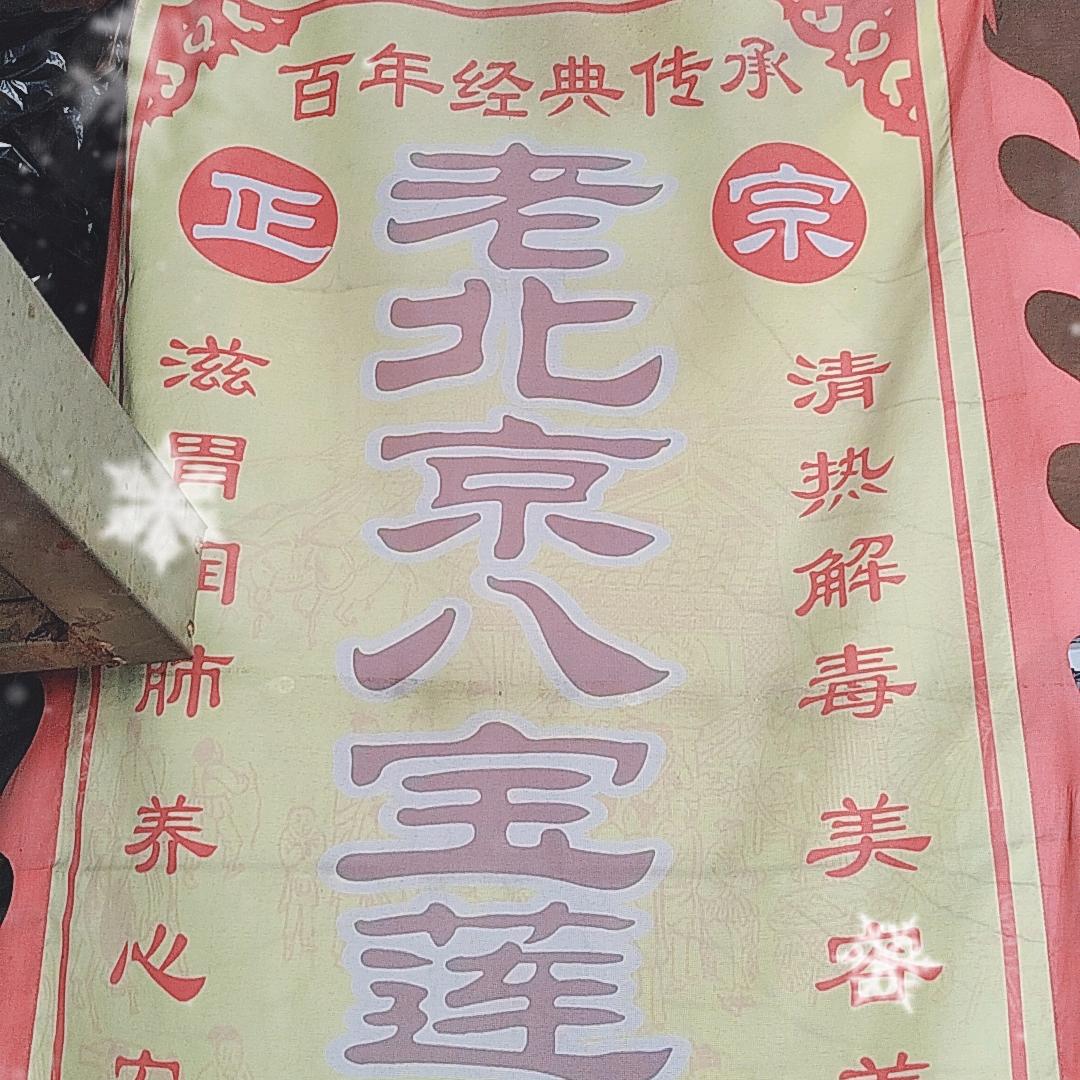 百年经典传承
正
宗
老北京八宝莲
滋胃 肺 养心
清热解毒 美容